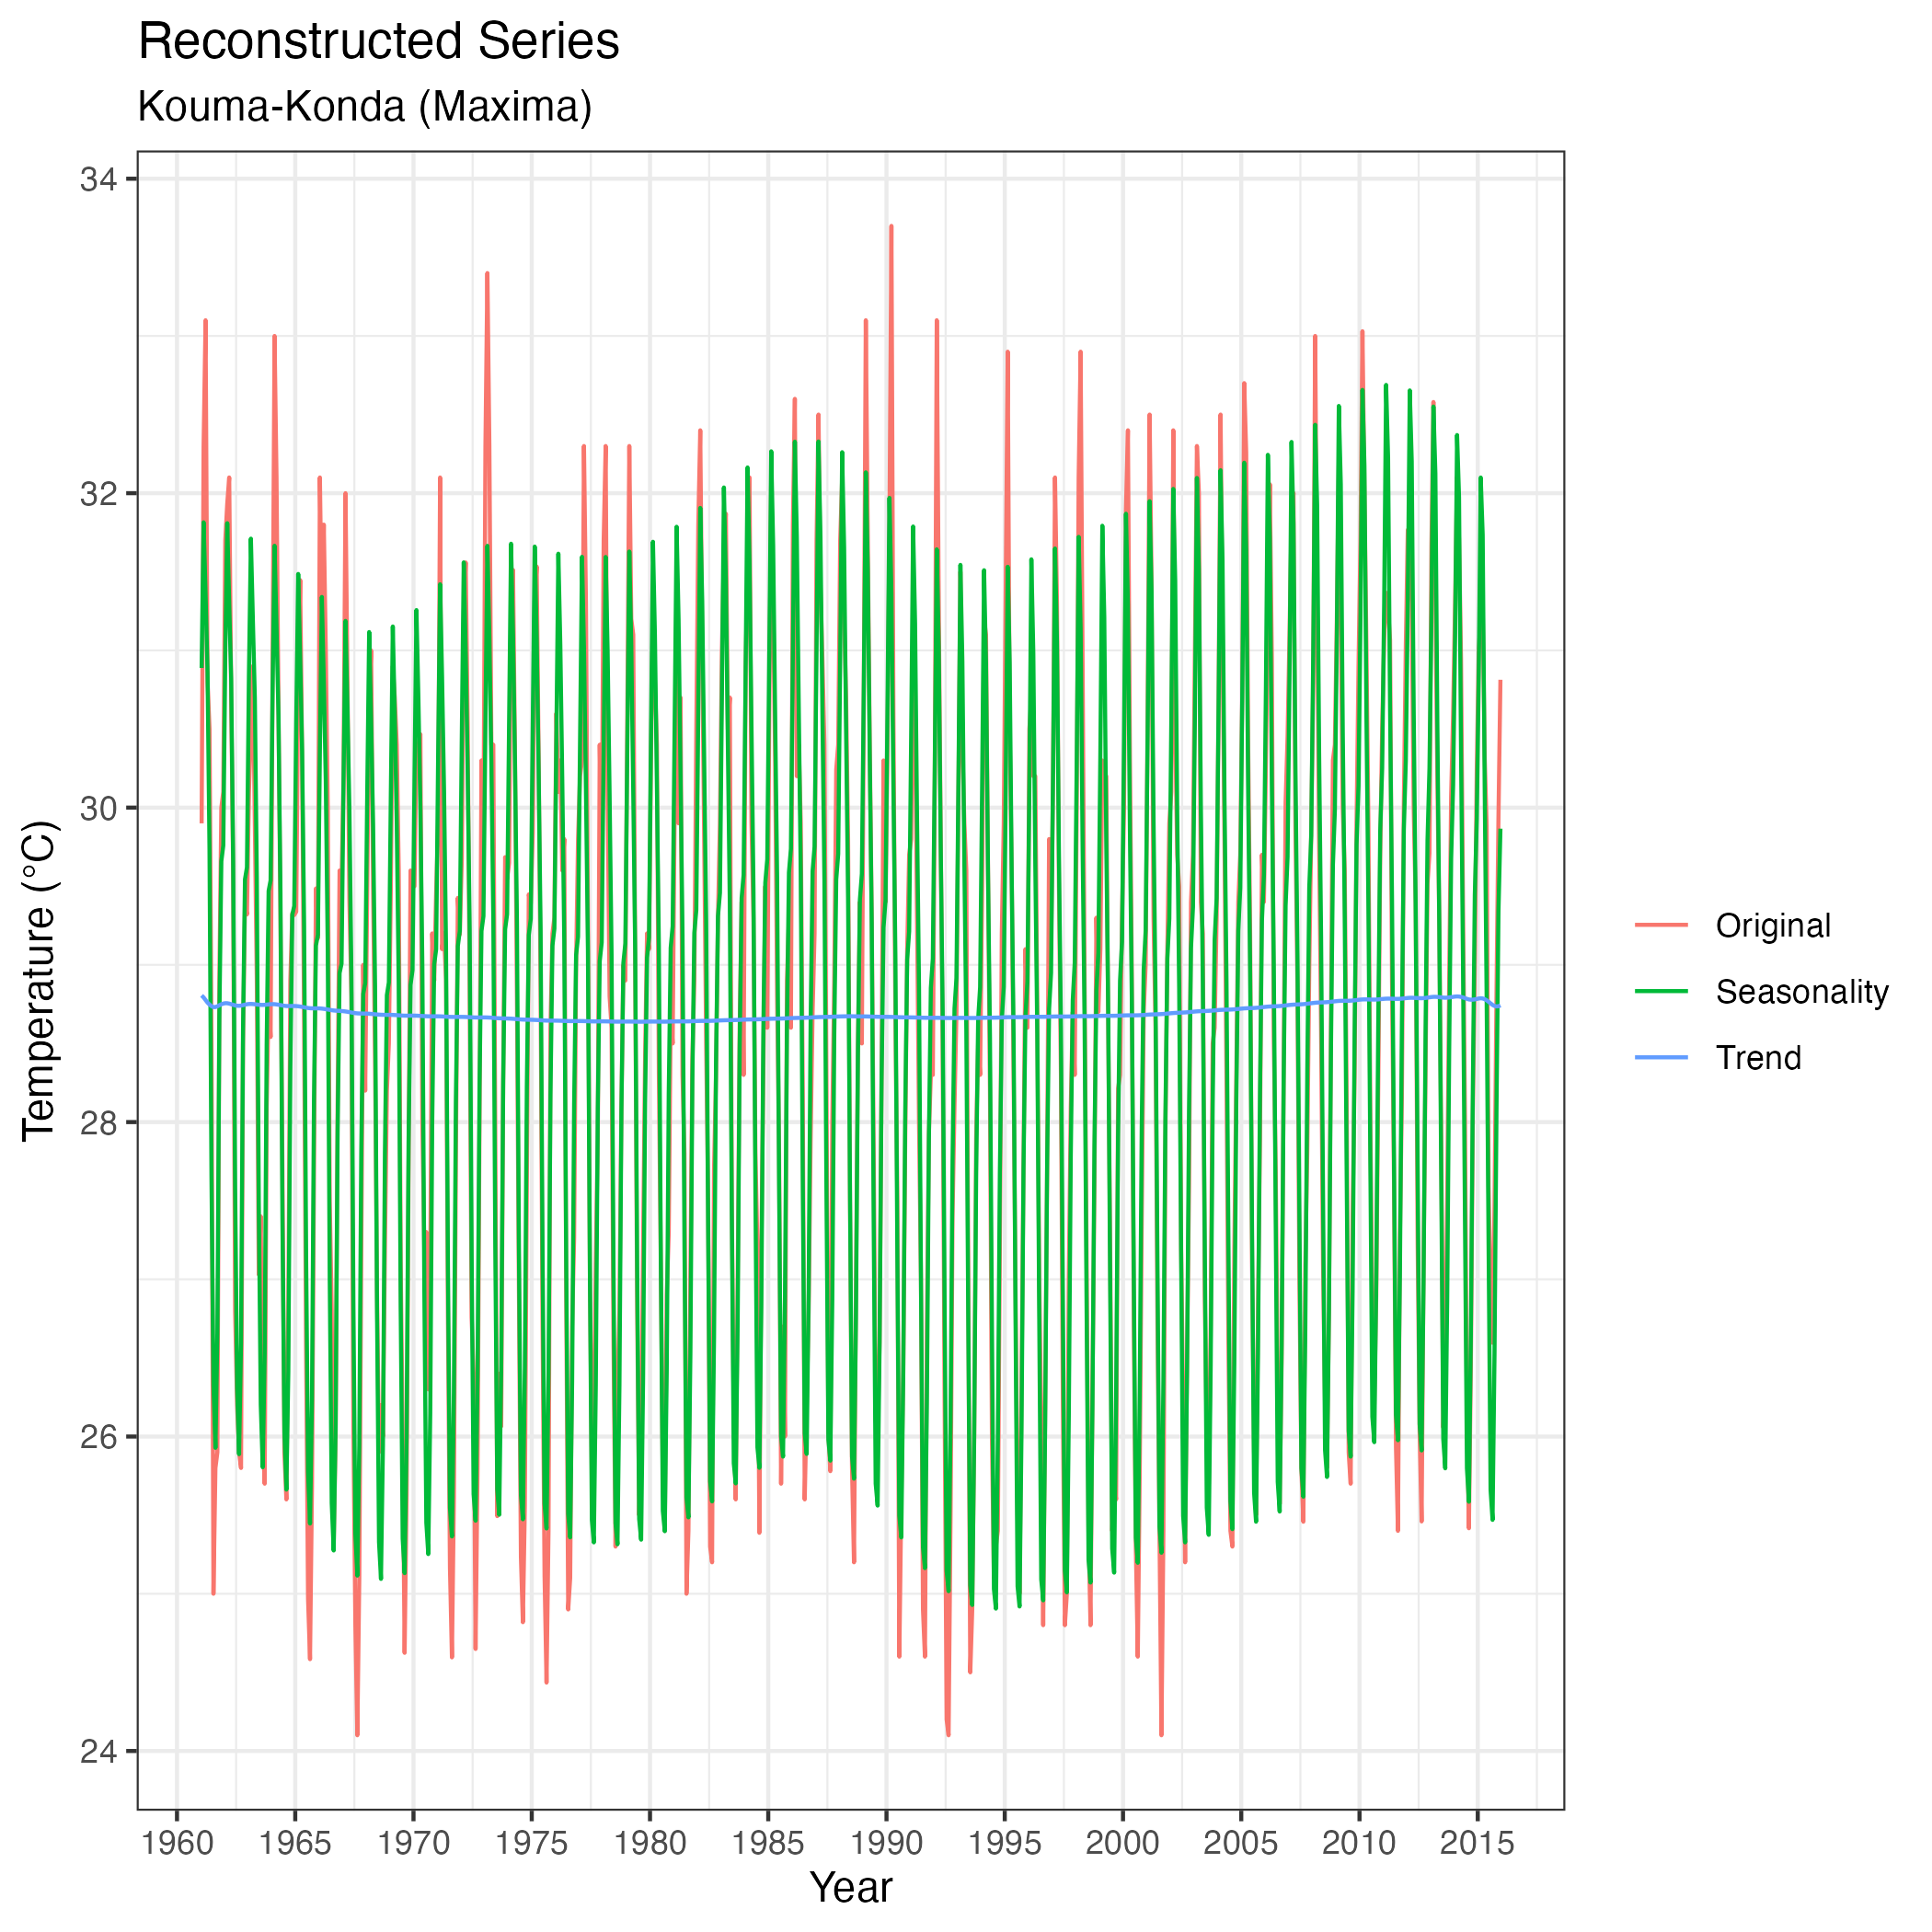 Reconstructed Series
Kouma-Konda (Maxima)
34
32
30
28
26
24
Temperature (°C)
1960 1965 1970 1975 1980 1985 1990 1995 2000 2005 2010 2015
Year
Original
Seasonality
Trend